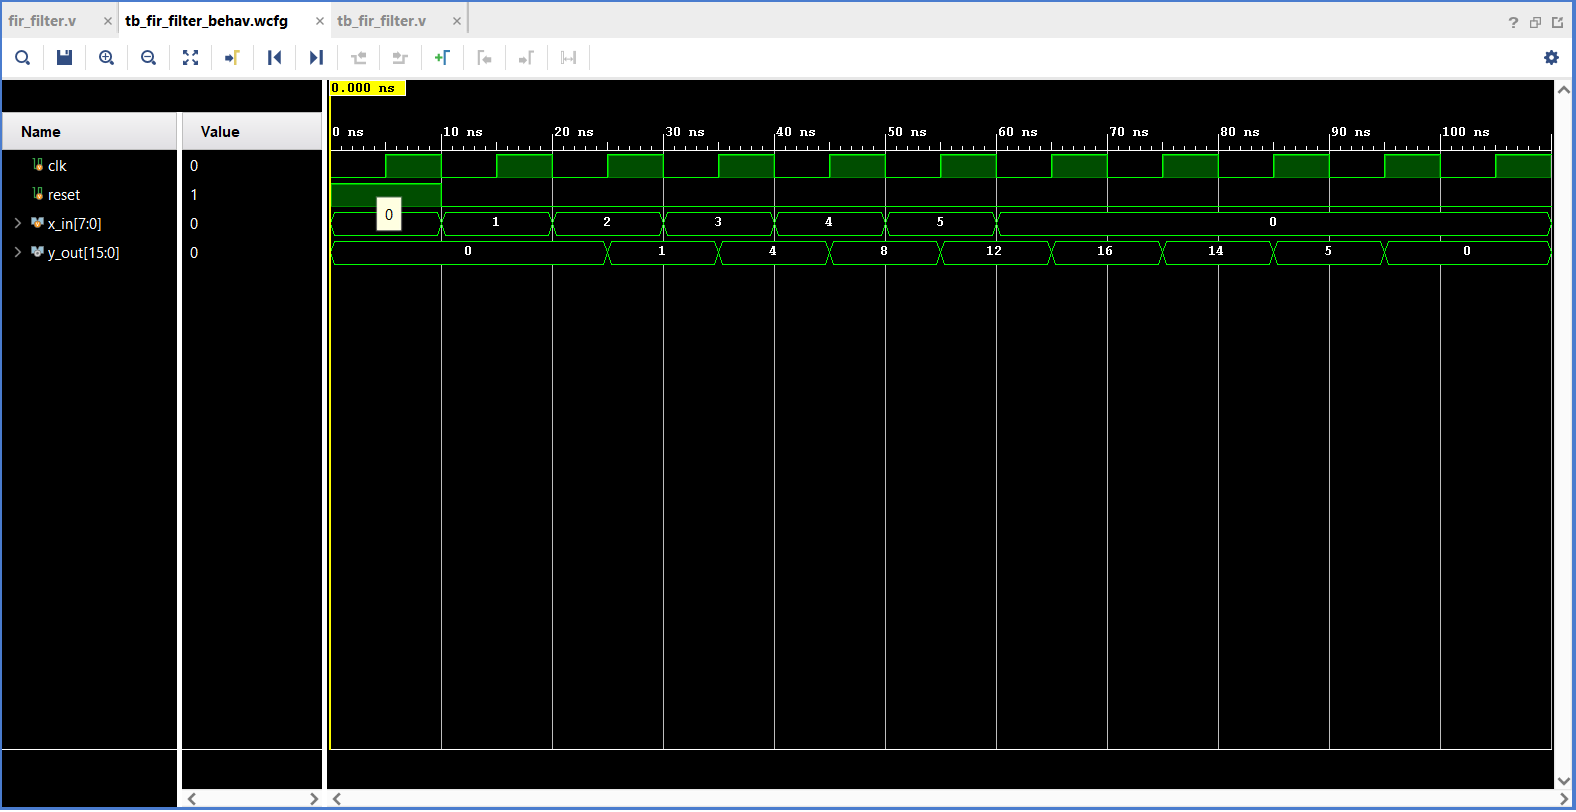 fir_filter.v × tb_fir_filter_behav.wcfg × tb_fir_filter.v ×
?
0.000 ns
Name Value
0 ns 10 ns 20 ns 30 ns 40 ns 50 ns 60 ns 70 ns 80 ns 90 ns 100 ns
clk 0
reset 1
0
x_in[7:0] 0 1 2 3 4 5 0
y_out[15:0] 0 0 1 4 8 12 16 14 5 0